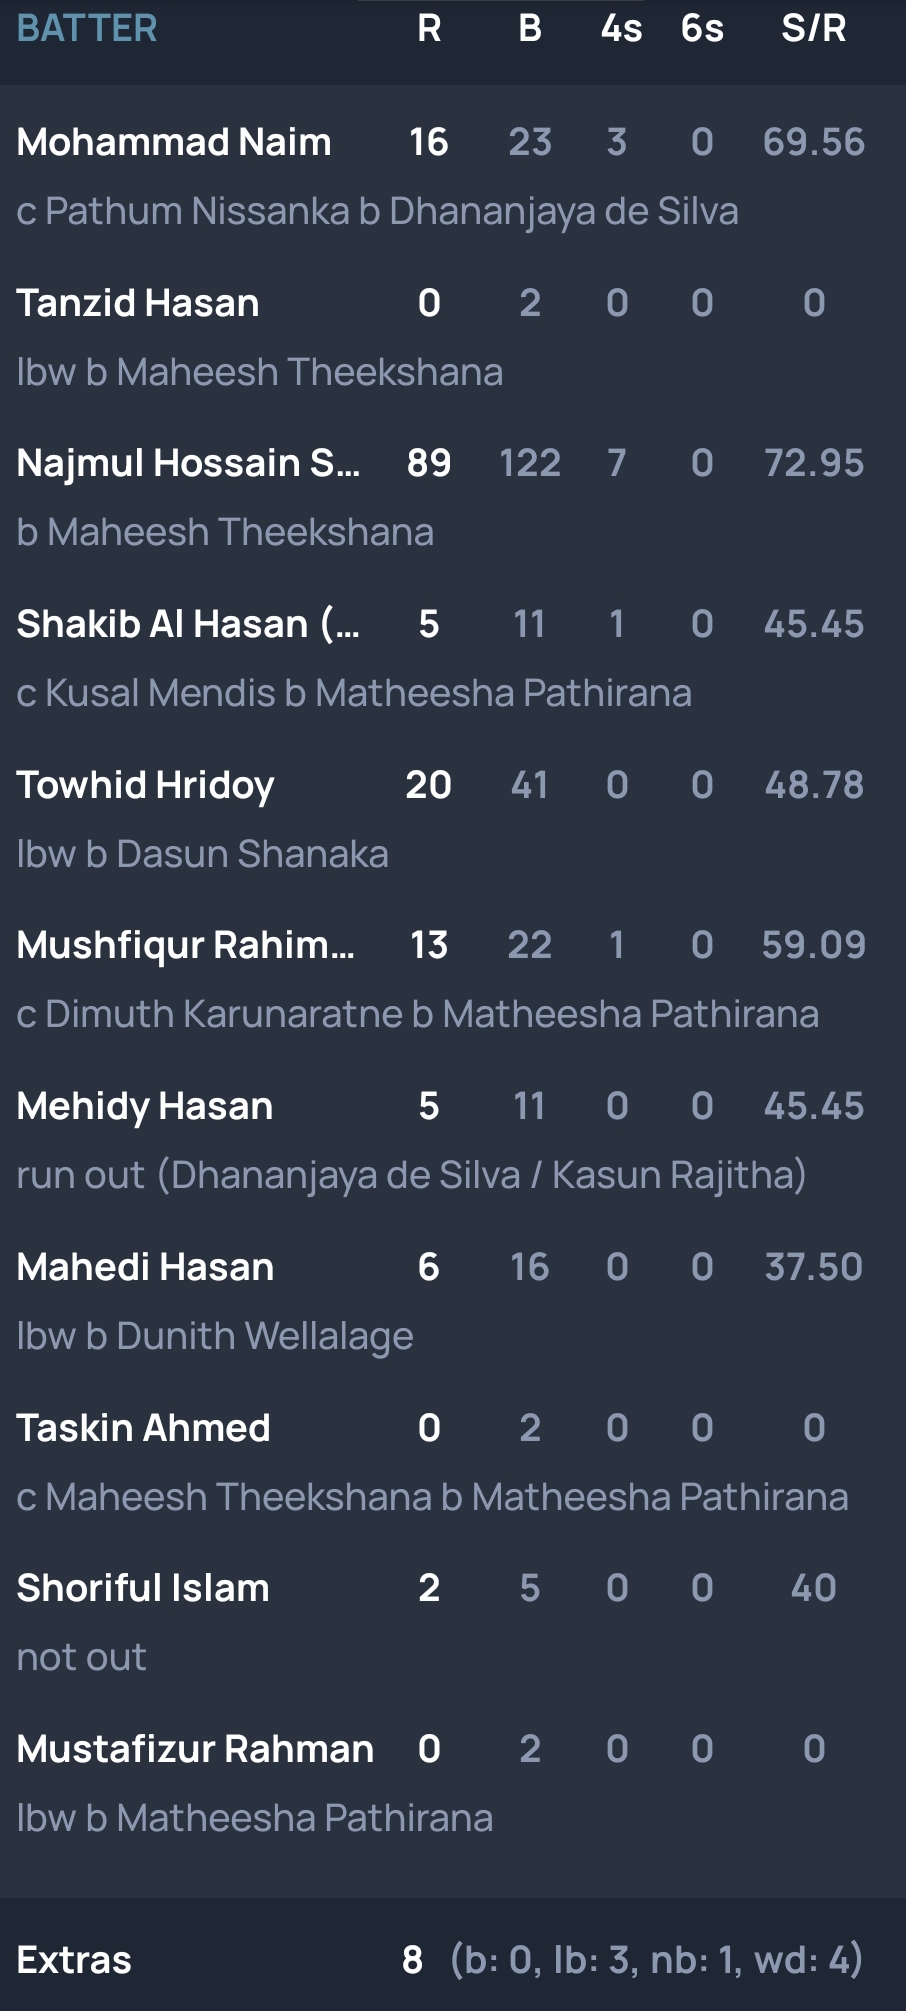 BATTER R B 4s 6s S/R
Mohammad Naim 16 23 3 0 69.56
c Pathum Nissanka b Dhananjaya de Silva
Tanzid Hasan 0 2 0 0 0
lbw b Maheesh Theekshana
Najmul Hossain S... 89 122 7 0 72.95
b Maheesh Theekshana
Shakib Al Hasan (... 5 11 1 0 45.45
c Kusal Mendis b Matheesha Pathirana
Towhid Hridoy 20 41 0 0 48.78
lbw b Dasun Shanaka
Mushfiqur Rahim... 13 22 1 0 59.09
c Dimuth Karunaratne b Matheesha Pathirana
Mehidy Hasan 5 11 0 0 45.45
run out (Dhananjaya de Silva / Kasun Rajitha)
Mahedi Hasan 6 16 0 0 37.50
lbw b Dunith Wellalage
Taskin Ahmed 0 2 0 0 0
c Maheesh Theekshana b Matheesha Pathirana
Shoriful Islam 2 5 0 0 40
not out
Mustafizur Rahman 0 2 0 0 0
lbw b Matheesha Pathirana
Extras 8 (b: 0, lb: 3, nb: 1, wd: 4)